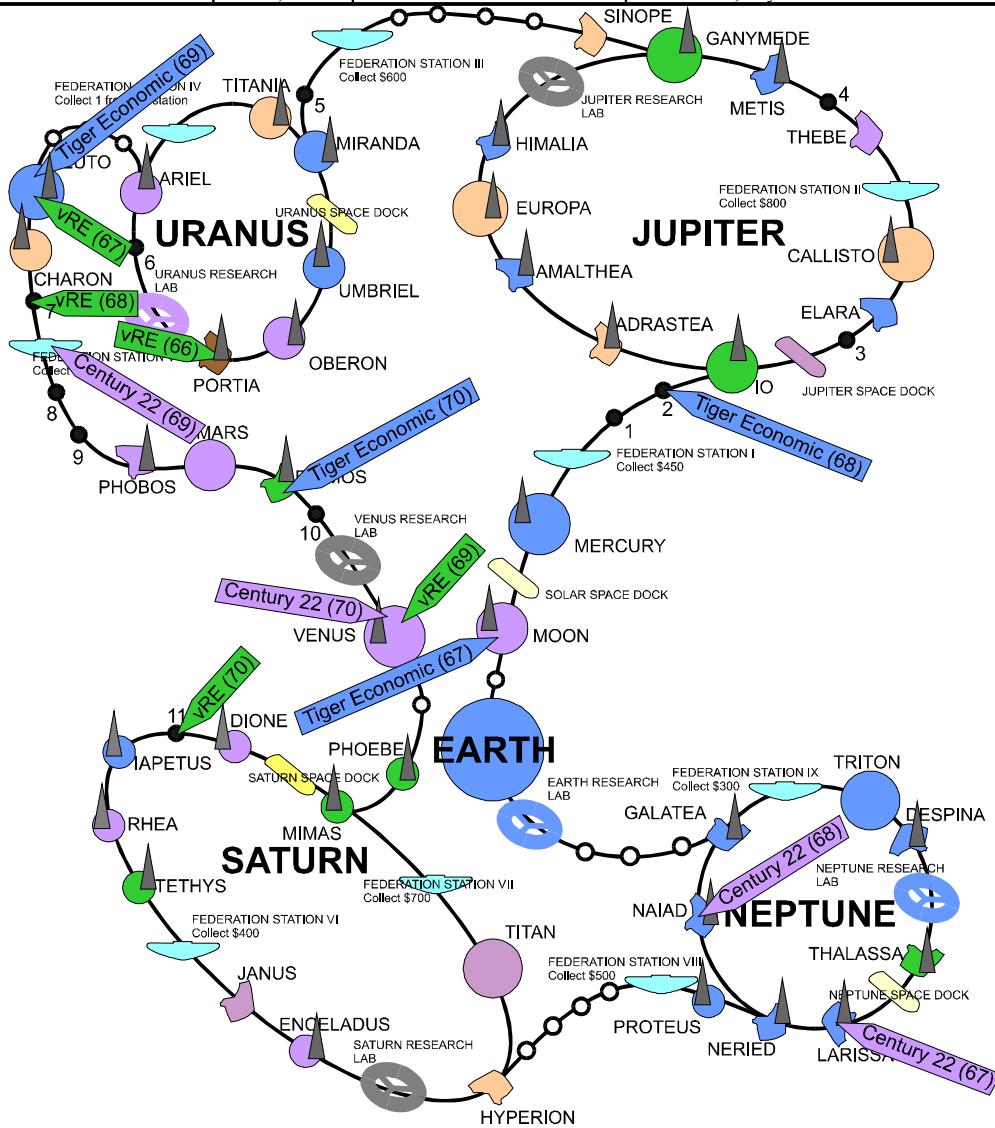 SINOPE
GANYMEDE
FEDERATION STATION III
Collect $600
TITANIA
5
JUPITER RESEARCH
LAB
METIS
4
THEBE
Tiger Economic (69)
MIRANDA
HIMALIA
ARIEL
FEDERATION STATION II
Collect $800
vRE (67)
URANUS SPACE DOCK
URANUS
EUROPA
JUPITER
CALLISTO
6
URANUS RESEARCH
LAB
CHARON
UMBRIEL
AMALTHEA
7
vRE (68)
ELARA
vRE (66)
OBERON
ADRASTEA
3
PORTIA
IO
JUPITER SPACE DOCK
Century 22 (69)
8
2
Tiger Economic (68)
1
9
MARS
Tiger Economic (70)
FEDERATION STATION I
Collect $450
PHOBOS
10
VENUS RESEARCH
LAB
MERCURY
vRE (69)
Century 22 (70)
SOLAR SPACE DOCK
VENUS
MOON
Tiger Economic (67)
vRE (70)
11
DIONE
PHOEBE
EARTH
IAPETUS
SATURN SPACE DOCK
EARTH RESEARCH
LAB
FEDERATION STATION IX
Collect $300
TRITON
GALATEA
DESPINA
RHEA
MIMAS
SATURN
Century 22 (68)
NEPTUNE RESEARCH
LAB
TETHYS
FEDERATION STATION VII
Collect $700
NAIAD
NEPTUNE
FEDERATION STATION VI
Collect $400
TITAN
THALASSA
FEDERATION STATION VIII
Collect $500
JANUS
NEPTUNE SPACE DOCK
ENCELADUS
PROTEUS
SATURN RESEARCH
LAB
NERIED
LARISSA
Century 22 (67)
HYPERION